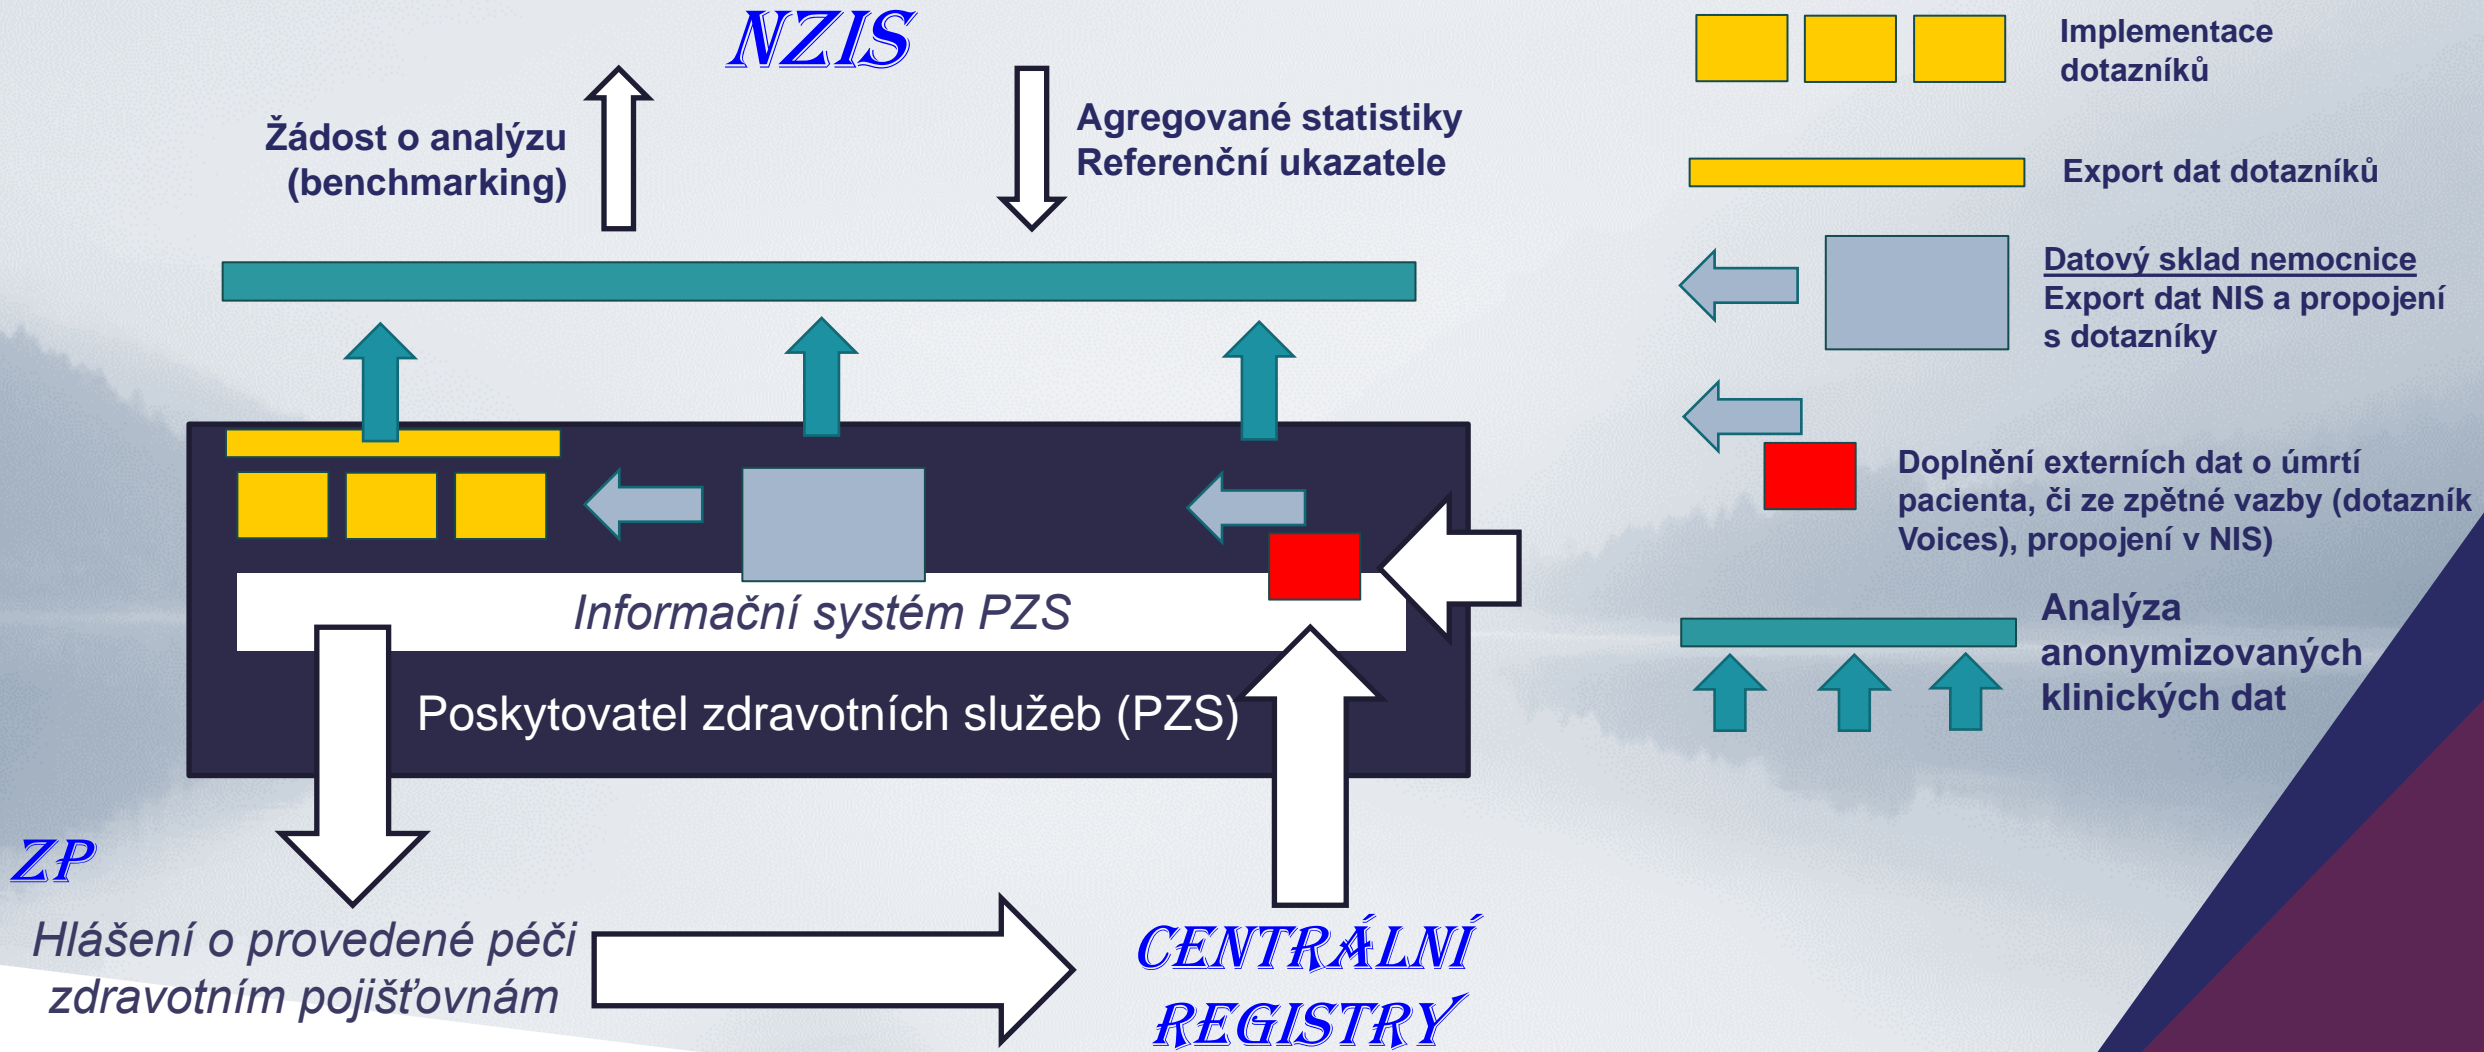 NZIS
Žádost o analýzu
(benchmarking)
Agregované statistiky
Referenční ukazatele
Informační systém PZS
Poskytovatel zdravotních služeb (PZS)
ZP
Hlášení o provedené péči
zdravotním pojišťovnám
CENTRÁLNÍ
REGISTRY
Implementace
dotazníků
Export dat dotazníků
Datový sklad nemocnice
Export dat NIS a propojení
s dotazníky
Doplnění externích dat o úmrtí
pacienta, či ze zpětné vazby (dotazník
Voices), propojení v NIS)
Analýza
anonymizovaných
klinických dat